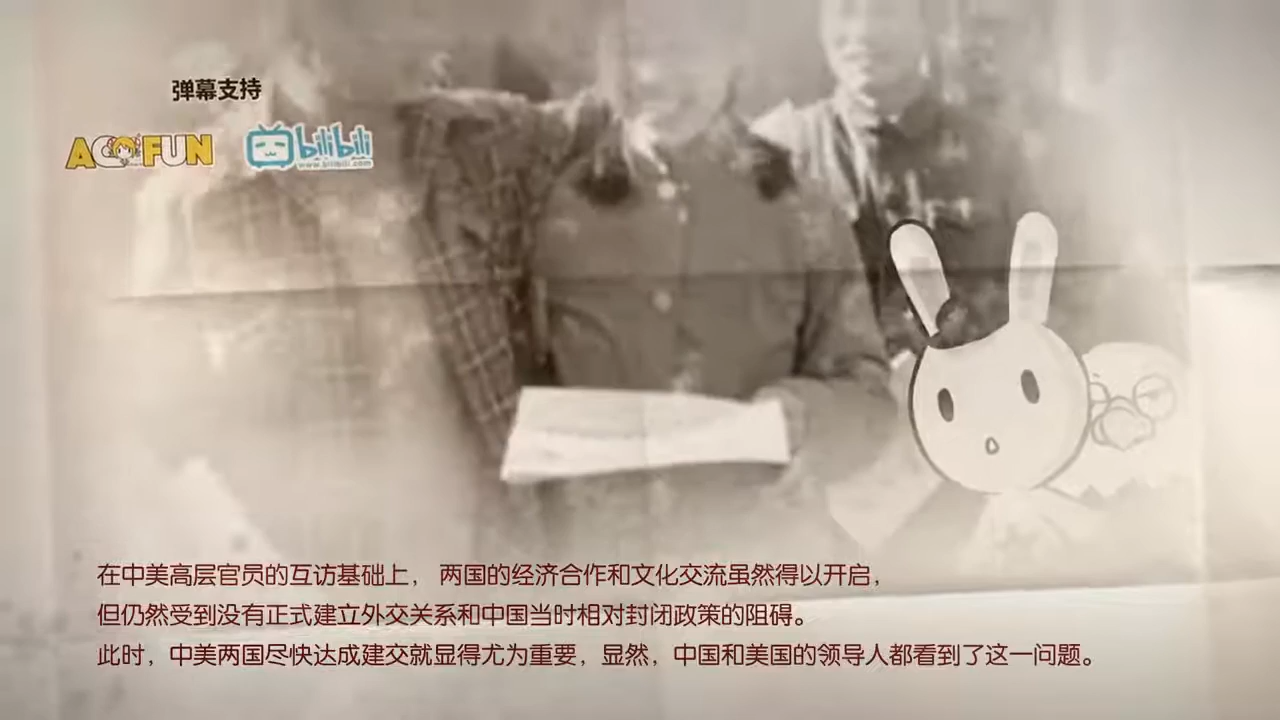 弹幕支持
ACFUN bilibili
www.bilibili.com
在中美高层官员的互访基础上， 两国的经济合作和文化交流虽然得以开启，
但仍然受到没有正式建立外交关系和中国当时相对封闭政策的阻碍。
此时，中美两国尽快达成建交就显得尤为重要，显然，中国和美国的领导人都看到了这一问题。